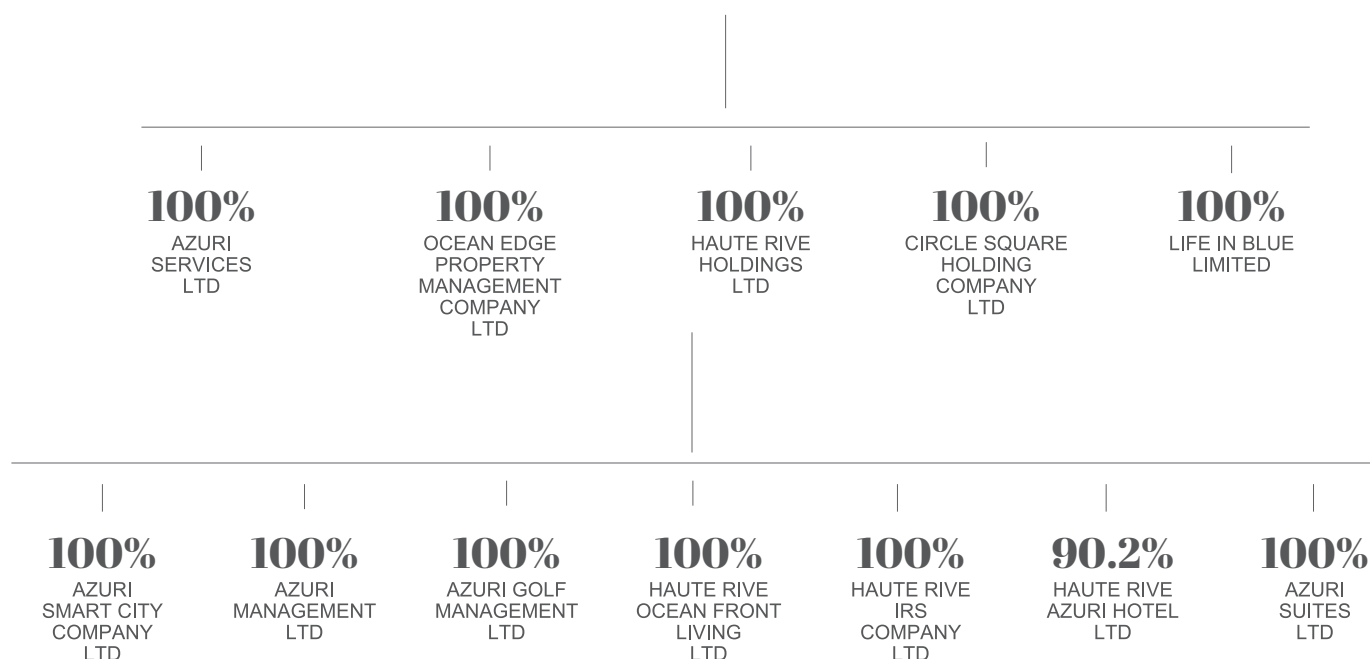 100%
AZURI
SERVICES
LTD
100%
OCEAN EDGE
PROPERTY
MANAGEMENT
COMPANY
LTD
100%
HAUTE RIVE
HOLDINGS
LTD
100%
CIRCLE SQUARE
HOLDING
COMPANY
LTD
100%
LIFE IN BLUE
LIMITED
100%
AZURI
SMART CITY
COMPANY
LTD
100%
AZURI
MANAGEMENT
LTD
100%
AZURI GOLF
MANAGEMENT
LTD
100%
HAUTE RIVE
OCEAN FRONT
LIVING
LTD
100%
HAUTE RIVE
IRS
COMPANY
LTD
90.2%
HAUTE RIVE
AZURI HOTEL
LTD
100%
AZURI
SUITES
LTD